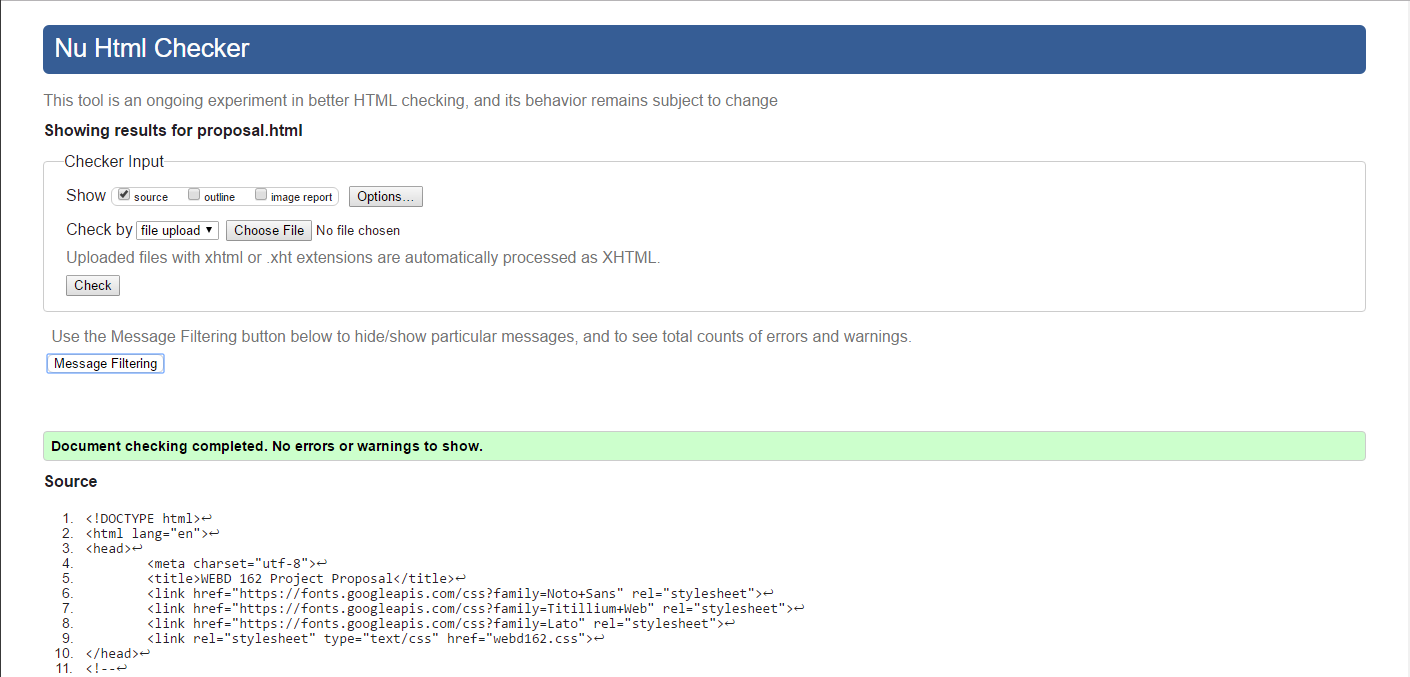 Nu Html Checker
This tool is an ongoing experiment in better HTML checking, and its behavior remains subject to change
Showing results for proposal.html
Checker Input
Show source outline image report Options...
Check by file upload ▼ Choose File No file chosen
Uploaded files with xhtml or .xht extensions are automatically processed as XHTML.
Check
Use the Message Filtering button below to hide/show particular messages, and to see total counts of errors and warnings.
Message Filtering
Document checking completed. No errors or warnings to show.
Source
1. <!DOCTYPE html>↩
2. <html lang="en">↩
3. <head>↩
4. <meta charset="utf-8">↩
5. <title>WEBD 162 Project Proposal</title>↩
6. <link href="https://fonts.googleapis.com/css?family=Noto+Sans" rel="stylesheet">↩
7. <link href="https://fonts.googleapis.com/css?family=Titillium+Web" rel="stylesheet">↩
8. <link href="https://fonts.googleapis.com/css?family=Lato" rel="stylesheet">↩
9. <link rel="stylesheet" type="text/css" href="webd162.css">↩
10. </head>↩
11. <!--↩